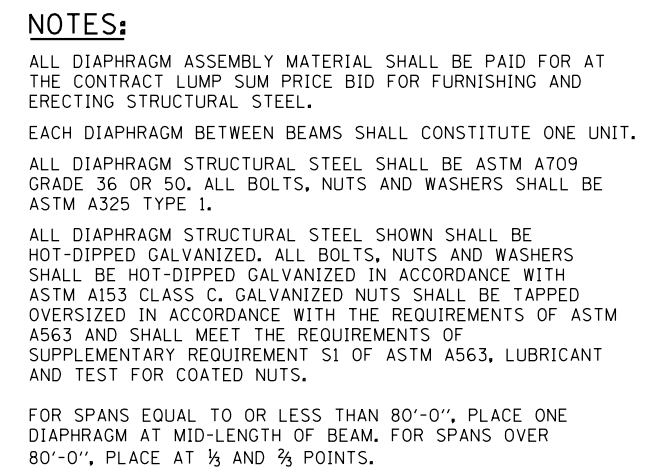 NOTES:
ALL DIAPHRAGM ASSEMBLY MATERIAL SHALL BE PAID FOR AT
THE CONTRACT LUMP SUM PRICE BID FOR FURNISHING AND
ERECTING STRUCTURAL STEEL.
EACH DIAPHRAGM BETWEEN BEAMS SHALL CONSTITUTE ONE UNIT.
ALL DIAPHRAGM STRUCTURAL STEEL SHALL BE ASTM A709
GRADE 36 OR 50. ALL BOLTS, NUTS AND WASHERS SHALL BE
ASTM A325 TYPE 1.
ALL DIAPHRAGM STRUCTURAL STEEL SHOWN SHALL BE
HOT-DIPPED GALVANIZED. ALL BOLTS, NUTS AND WASHERS
SHALL BE HOT-DIPPED GALVANIZED IN ACCORDANCE WITH
ASTM A153 CLASS C. GALVANIZED NUTS SHALL BE TAPPED
OVERSIZED IN ACCORDANCE WITH THE REQUIREMENTS OF ASTM
A563 AND SHALL MEET THE REQUIREMENTS OF
SUPPLEMENTARY REQUIREMENT S1 OF ASTM A563, LUBRICANT
AND TEST FOR COATED NUTS.
FOR SPANS EQUAL TO OR LESS THAN 80'-0", PLACE ONE
DIAPHRAGM AT MID-LENGTH OF BEAM. FOR SPANS OVER
80'-0", PLACE AT ⅓ AND ⅔ POINTS.